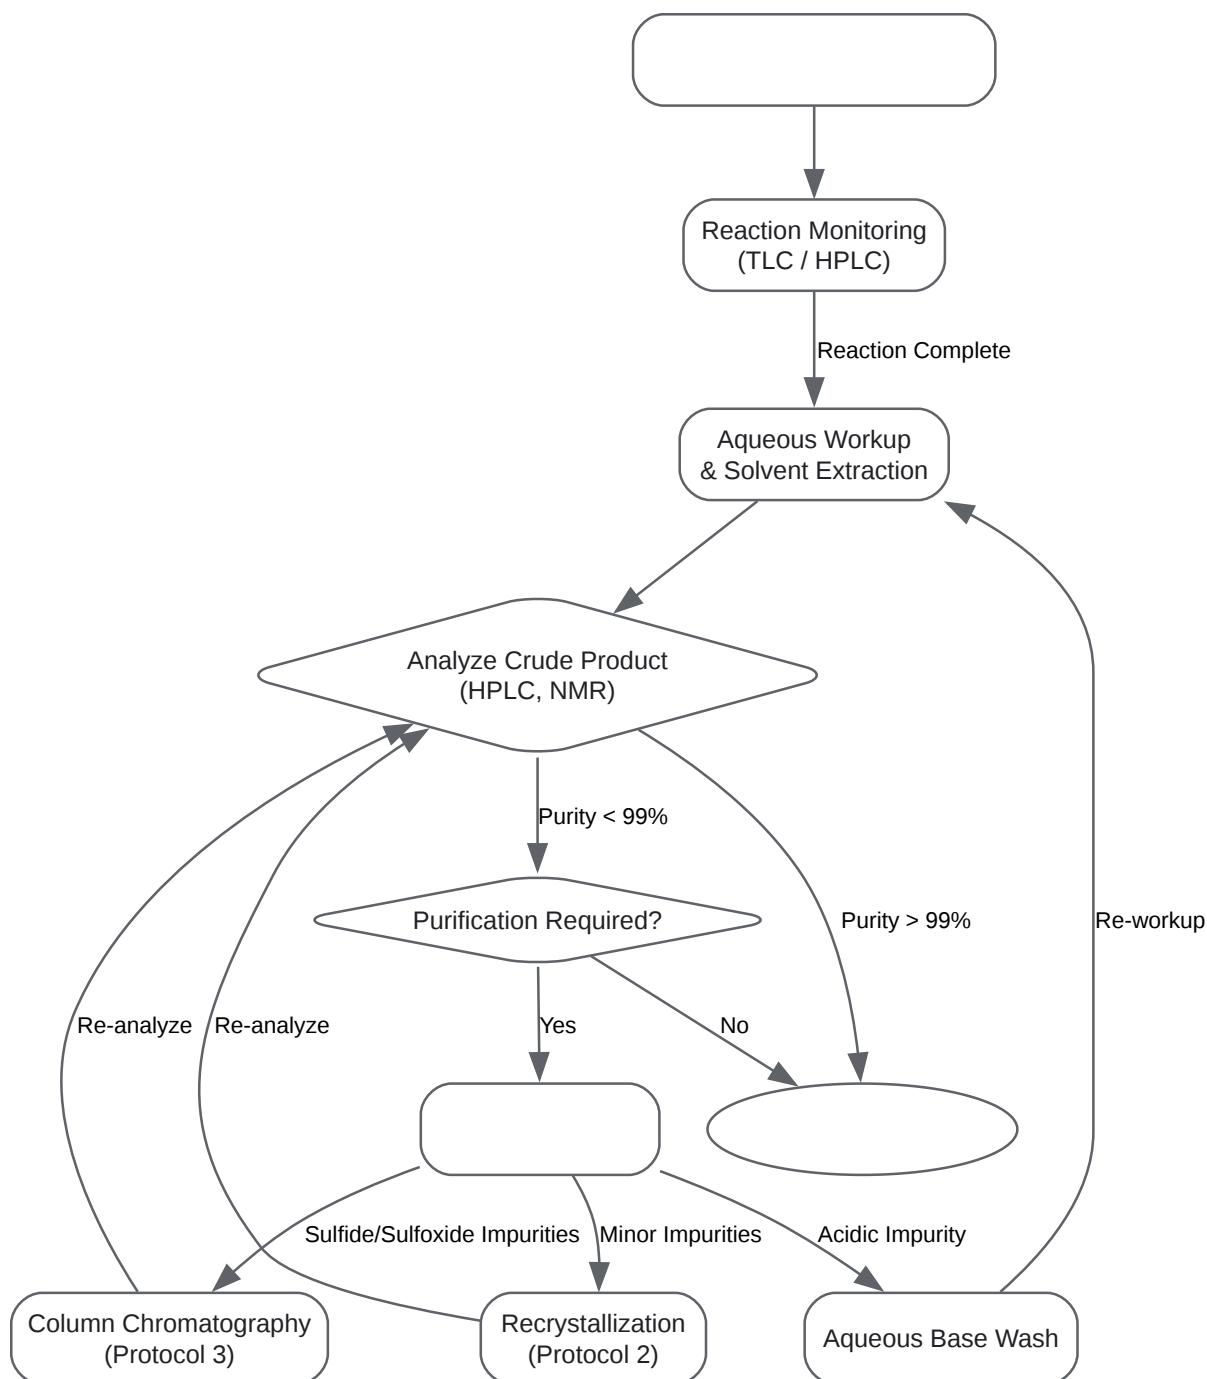 Reaction Monitoring
(TLC / HPLC)
Reaction Complete
Aqueous Workup
& Solvent Extraction
Analyze Crude Product
(HPLC, NMR)
Purity < 99%
Purification Required?
Purity > 99%
Re-workup
Re-analyze
Re-analyze
Yes
No
Sulfide/Sulfoxide Impurities
Minor Impurities
Acidic Impurity
Column Chromatography
(Protocol 3)
Recrystallization
(Protocol 2)
Aqueous Base Wash